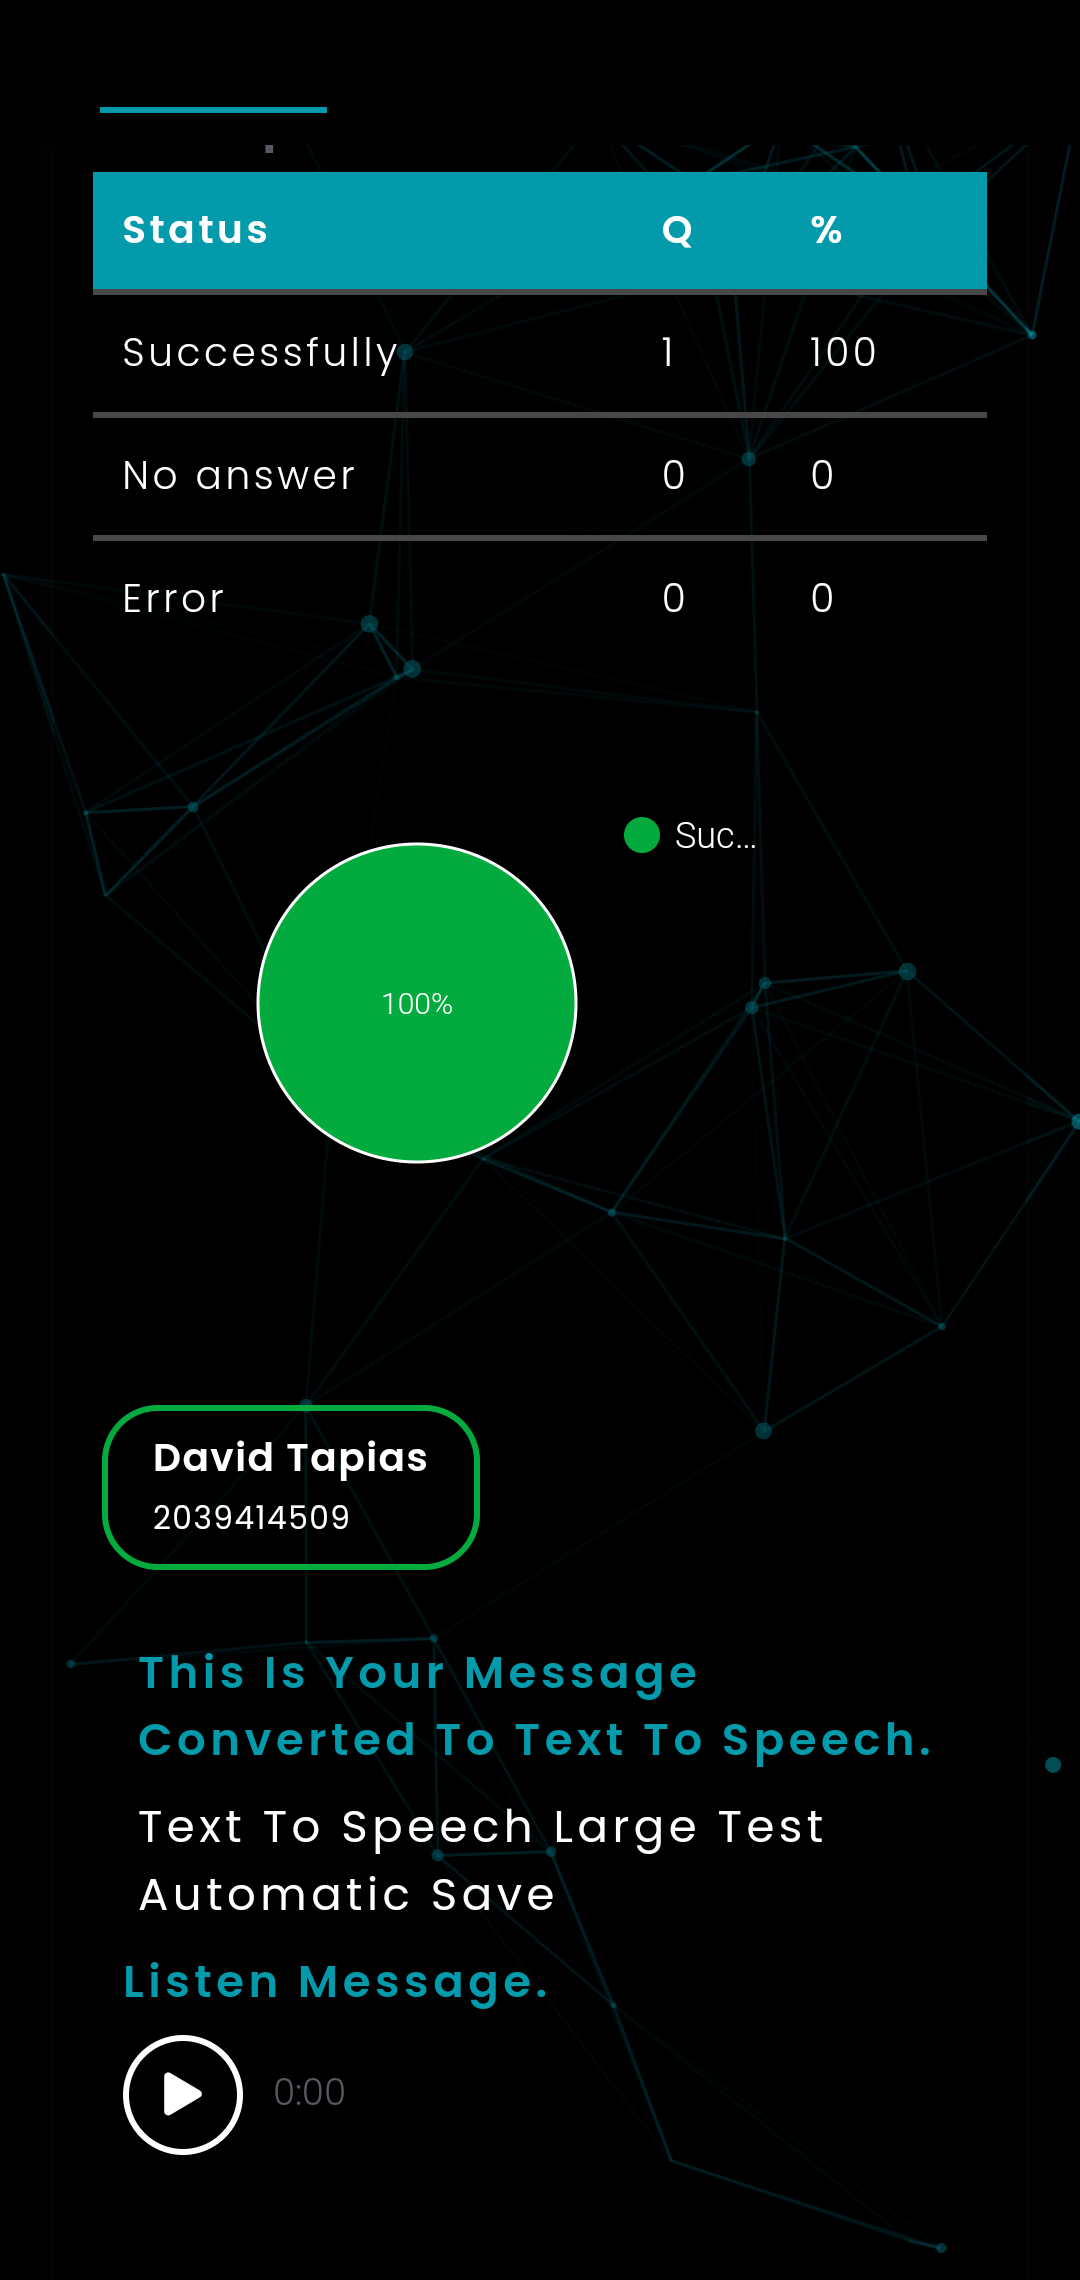 Status Q %
Successfully 1 100
No answer 0 0
Error 0 0
Suc...
100%
David Tapias
2039414509
This Is Your Message
Converted To Text To Speech.
Text To Speech Large Test
Automatic Save
Listen Message.
0:00